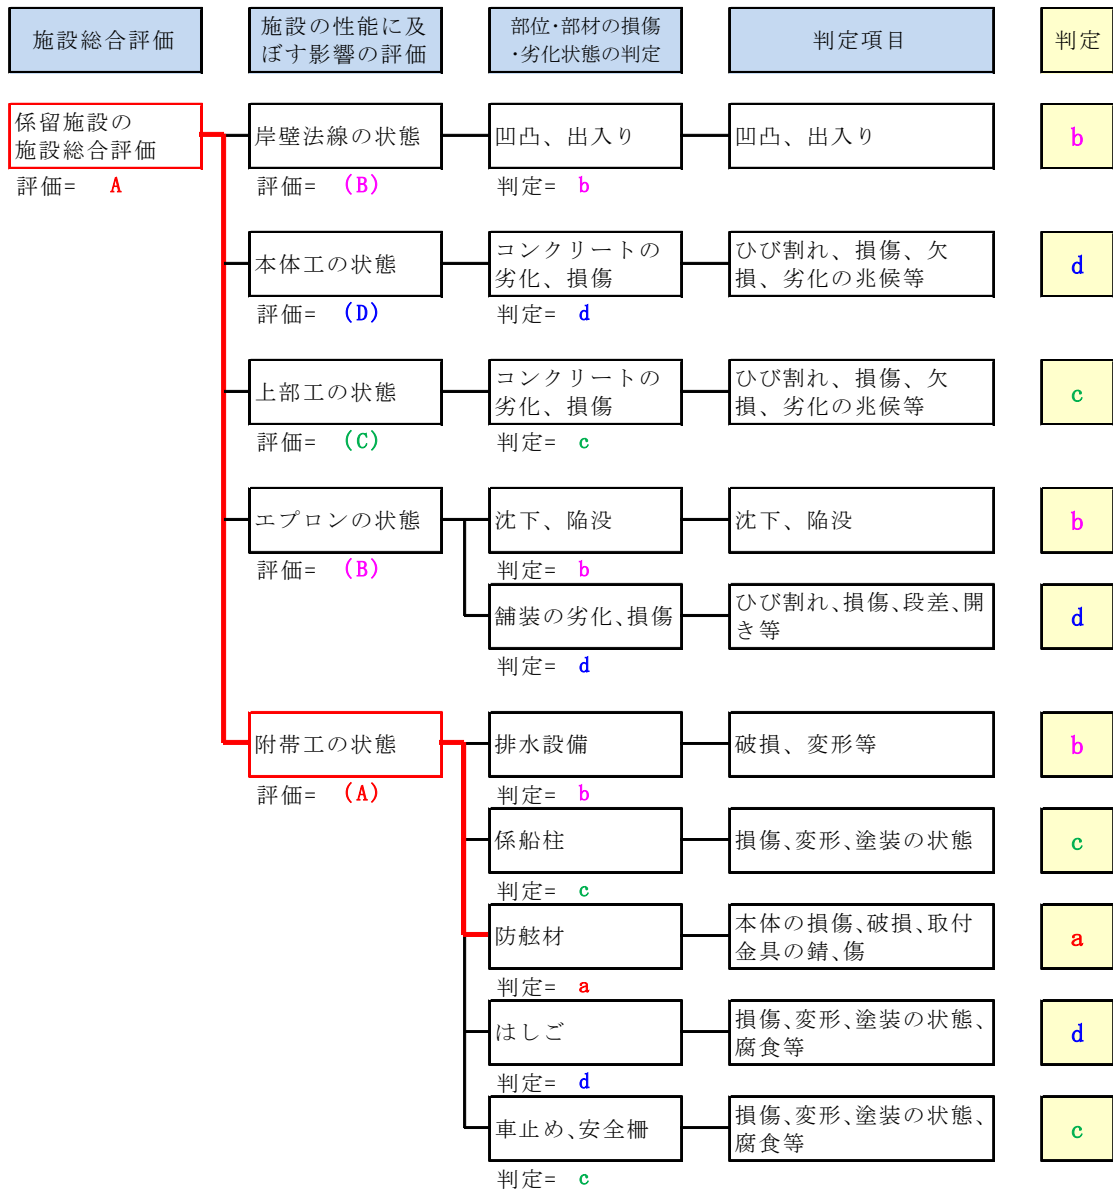 施設総合評価
施設の性能に及
ぼす影響の評価
部位・部材の損傷
・劣化状態の判定
判定項目
判定
係留施設の
施設総合評価
評価= A
岸壁法線の状態
評価= (B)
凹凸、出入り
判定= b
凹凸、出入り
b
本体工の状態
評価= (D)
コンクリートの
劣化、損傷
判定= d
ひび割れ、損傷、欠
損、劣化の兆候等
d
上部工の状態
評価= (C)
コンクリートの
劣化、損傷
判定= c
ひび割れ、損傷、欠
損、劣化の兆候等
c
エプロンの状態
評価= (B)
沈下、陥没
判定= b
沈下、陥没
b
舗装の劣化、損傷
判定= d
ひび割れ、損傷、段差、開
き等
d
附帯工の状態
評価= (A)
排水設備
判定= b
破損、変形等
b
係船柱
判定= c
損傷、変形、塗装の状態
c
防舷材
判定= a
本体の損傷、破損、取付
金具の錆、傷
a
はしご
判定= d
損傷、変形、塗装の状態、
腐食等
d
車止め、安全柵
判定= c
損傷、変形、塗装の状態、
腐食等
c